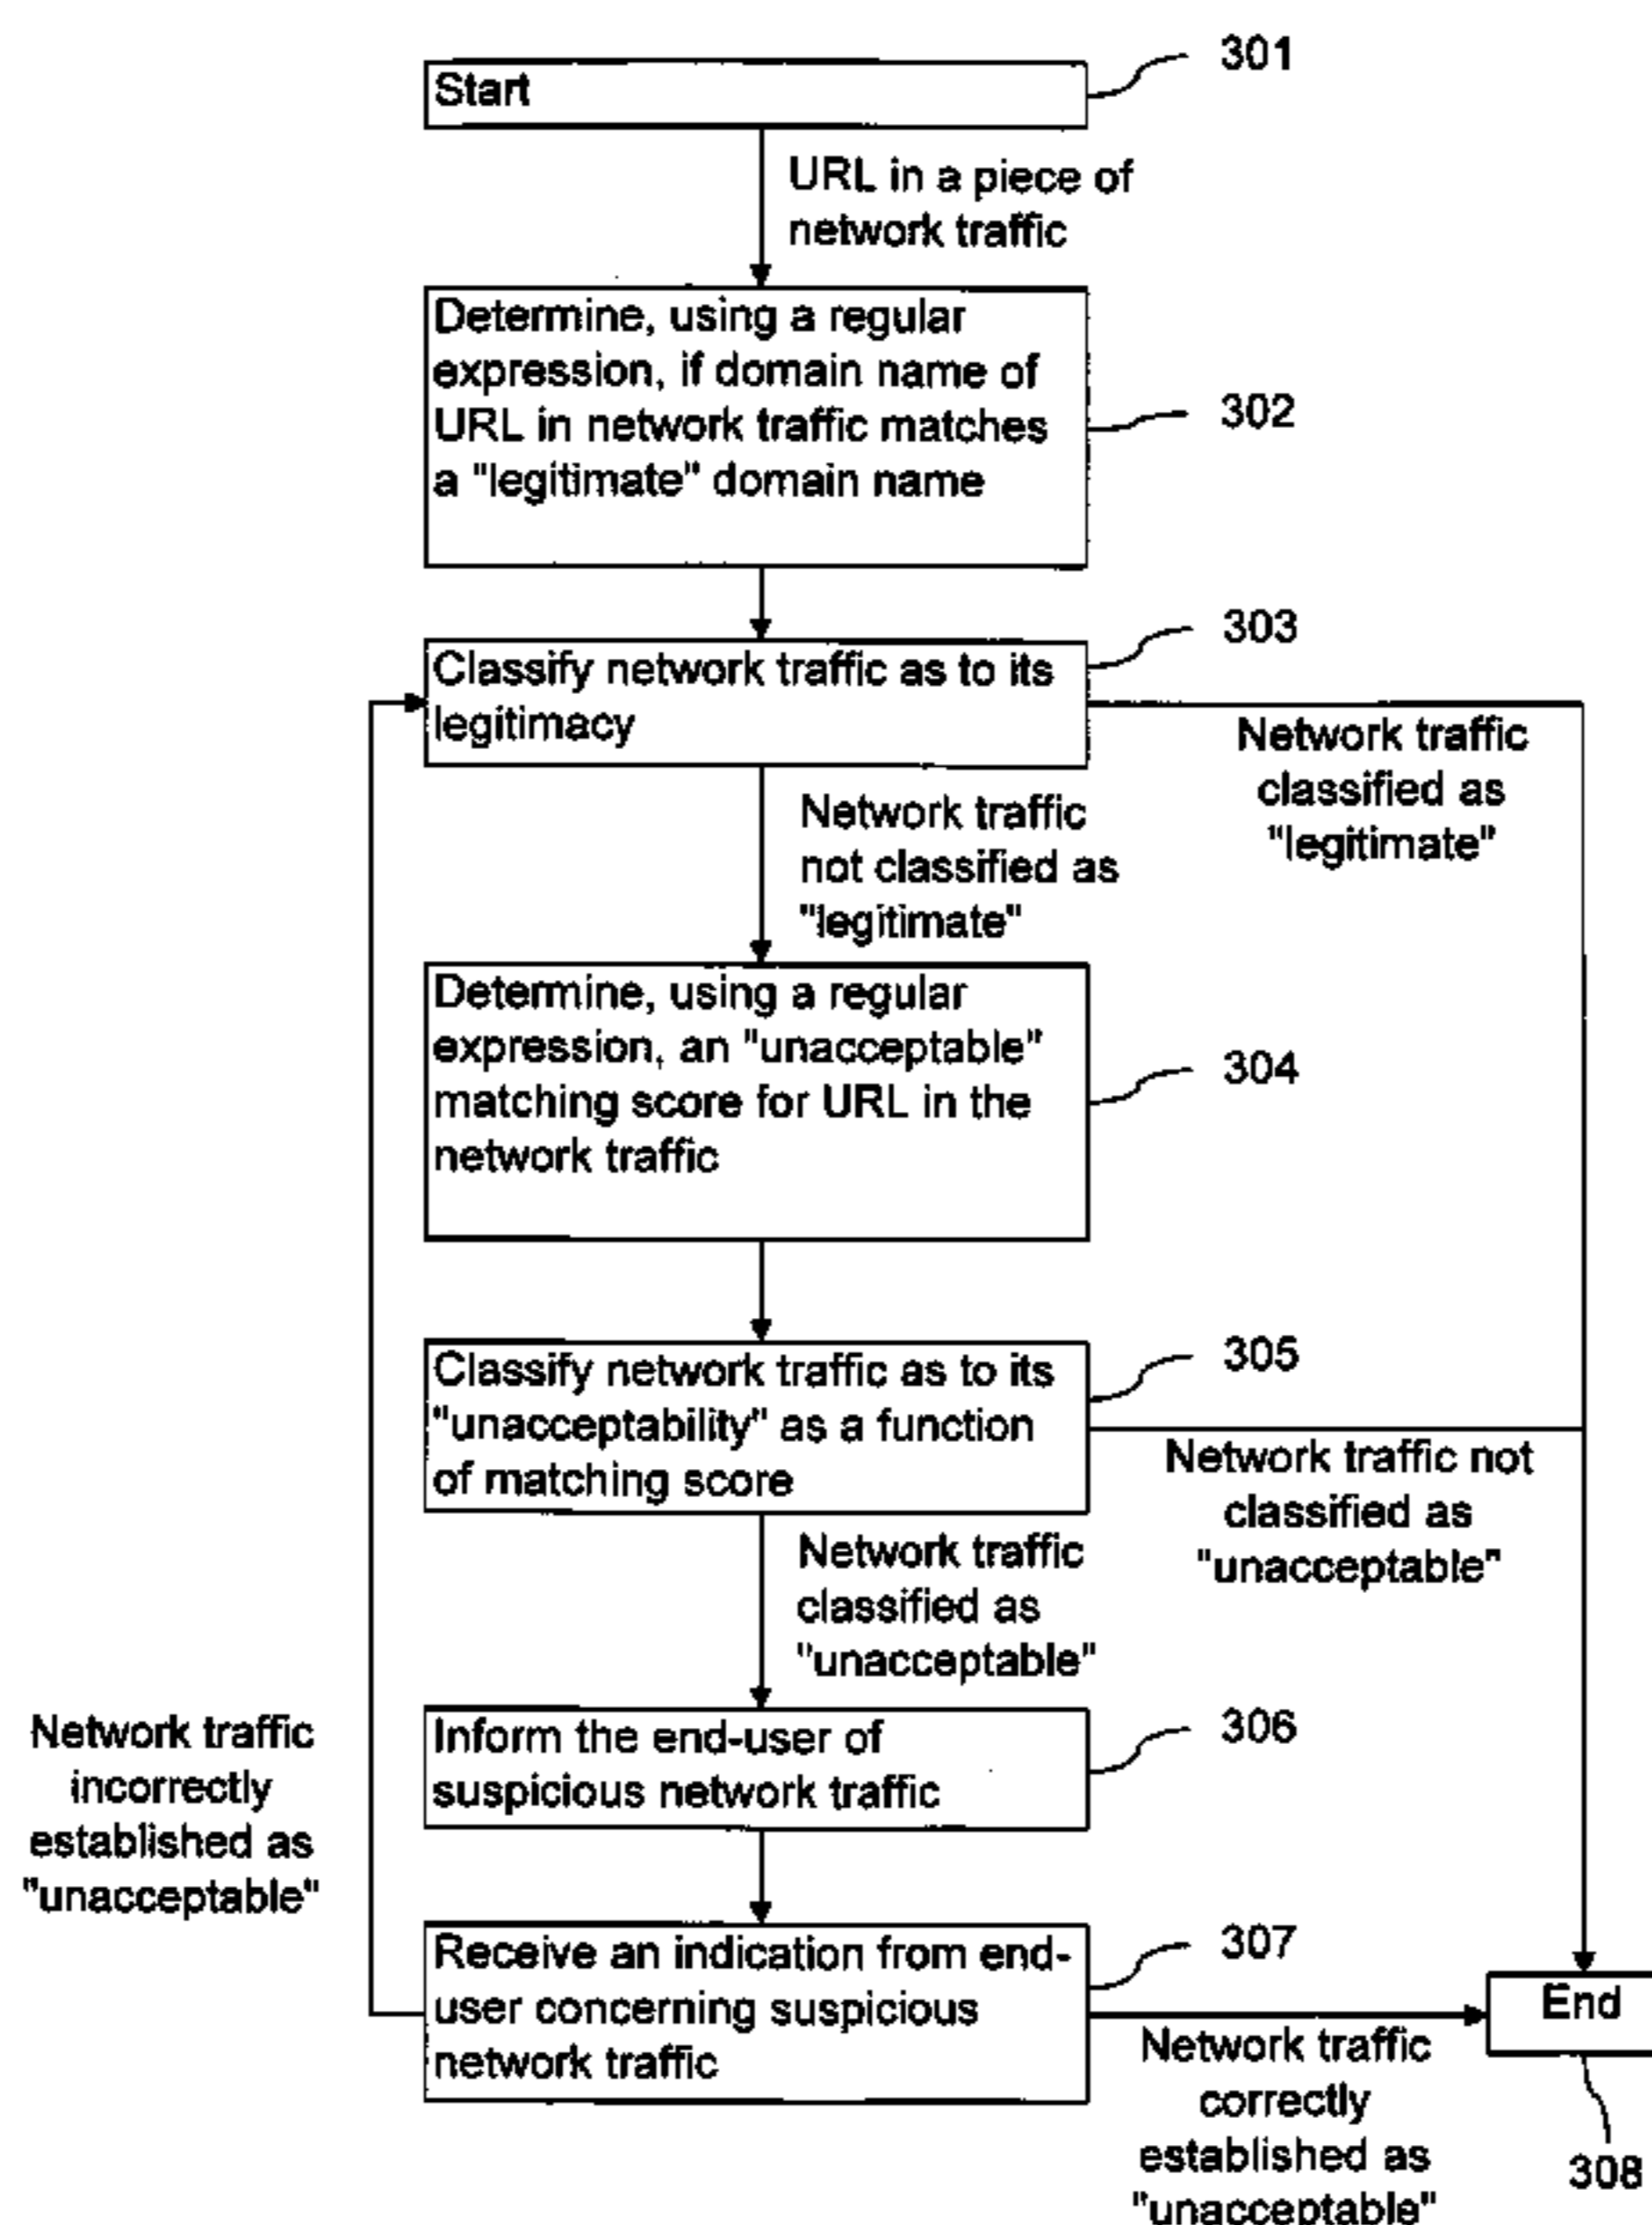 Start
301
URL in a piece of
network traffic
Determine, using a regular
expression, if domain name of
URL in network traffic matches
a "legitimate" domain name
302
Classify network traffic as to its
legitimacy
303
Network traffic
classified as
"legitimate"
Network traffic
not classified as
"legitimate"
Determine, using a regular
expression, an "unacceptable"
matching score for URL in the
network traffic
304
Classify network traffic as to its
"unacceptability" as a function
of matching score
305
Network traffic not
classified as
"unacceptable"
Network traffic
classified as
"unacceptable"
Inform the end-user of
suspicious network traffic
306
Network traffic
incorrectly
established as
"unacceptable"
Receive an indication from end-
user concerning suspicious
network traffic
307
End
Network traffic
correctly
established as
"unacceptable"
308